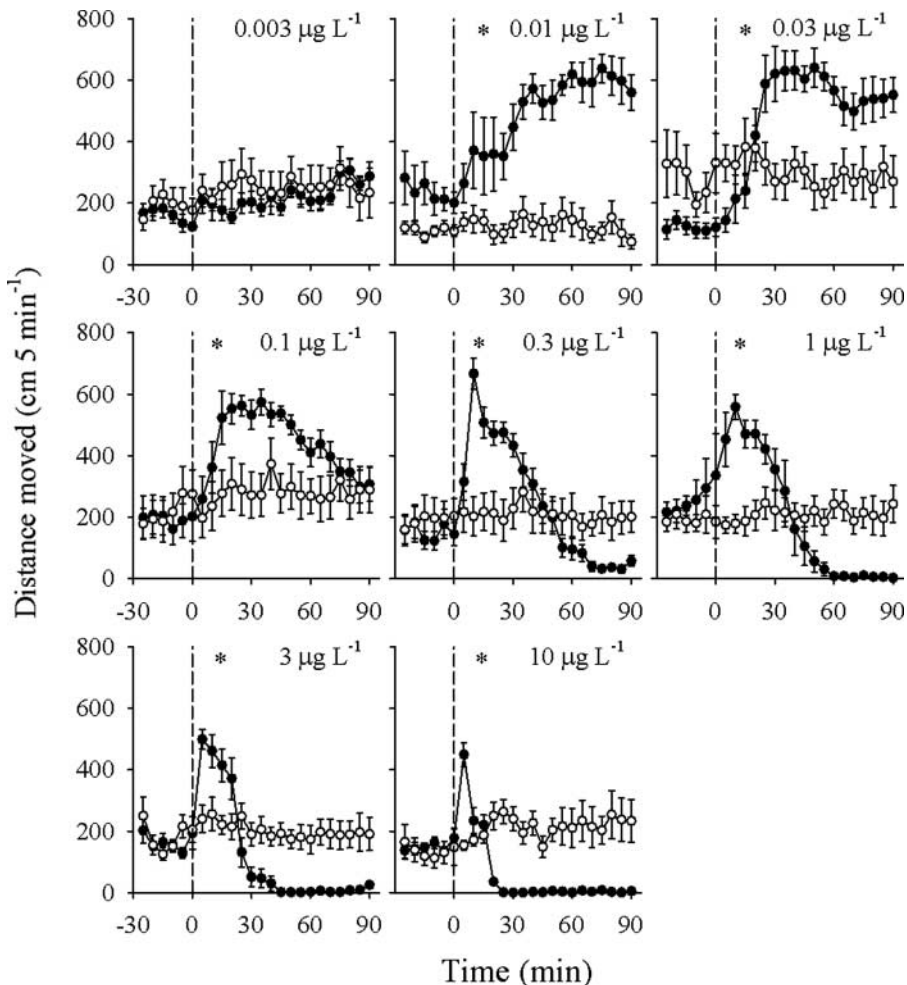 800
600
400
200
0
0.003 µg L⁻¹
* 0.01 µg L⁻¹
* 0.03 µg L⁻¹
-30 0 30 60 90
0 30 60 90
0 30 60 90
Distance moved (cm 5 min⁻¹)
800
600
400
200
0
* 0.1 µg L⁻¹
* 0.3 µg L⁻¹
* 1 µg L⁻¹
-30 0 30 60 90
0 30 60 90
0 30 60 90
800
600
400
200
0
* 3 µg L⁻¹
* 10 µg L⁻¹
-30 0 30 60 90
0 30 60 90
Time (min)